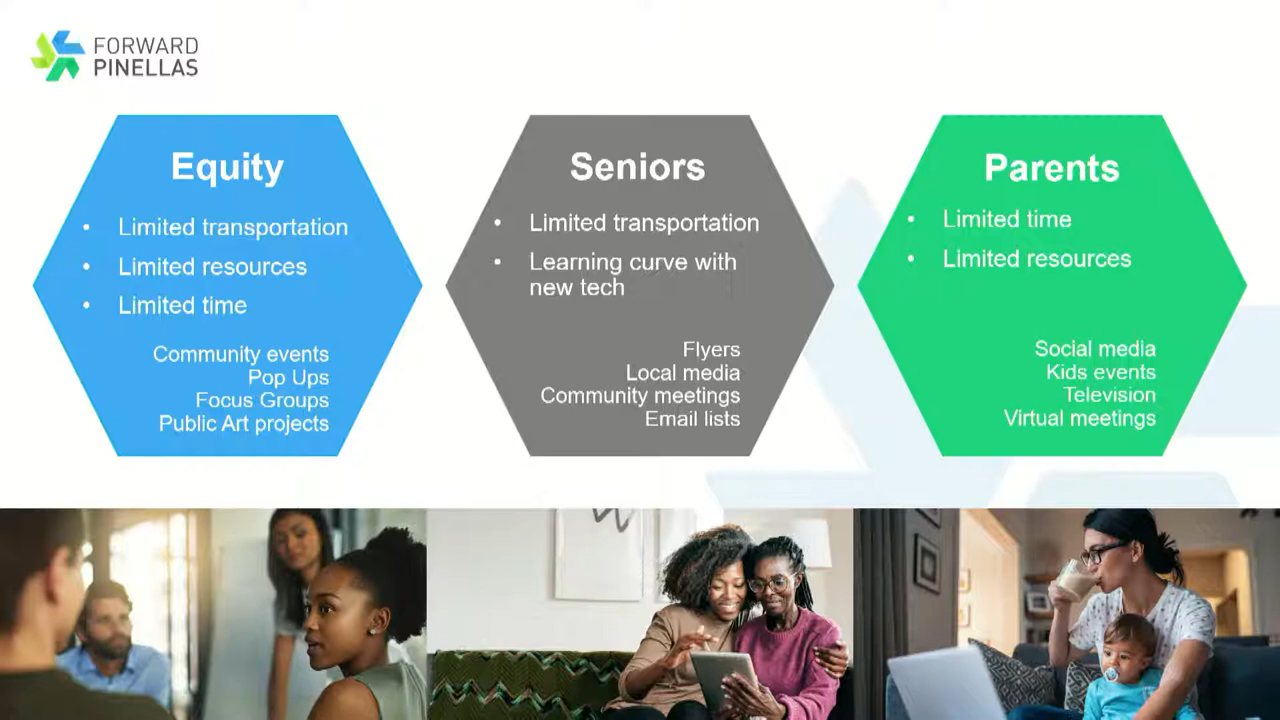 FORWARD
PINELLAS
Equity
• Limited transportation
• Limited resources
• Limited time
Community events
Pop Ups
Focus Groups
Public Art projects
Seniors
• Limited transportation
• Learning curve with
new tech
Flyers
Local media
Community meetings
Email lists
Parents
• Limited time
• Limited resources
Social media
Kids events
Television
Virtual meetings